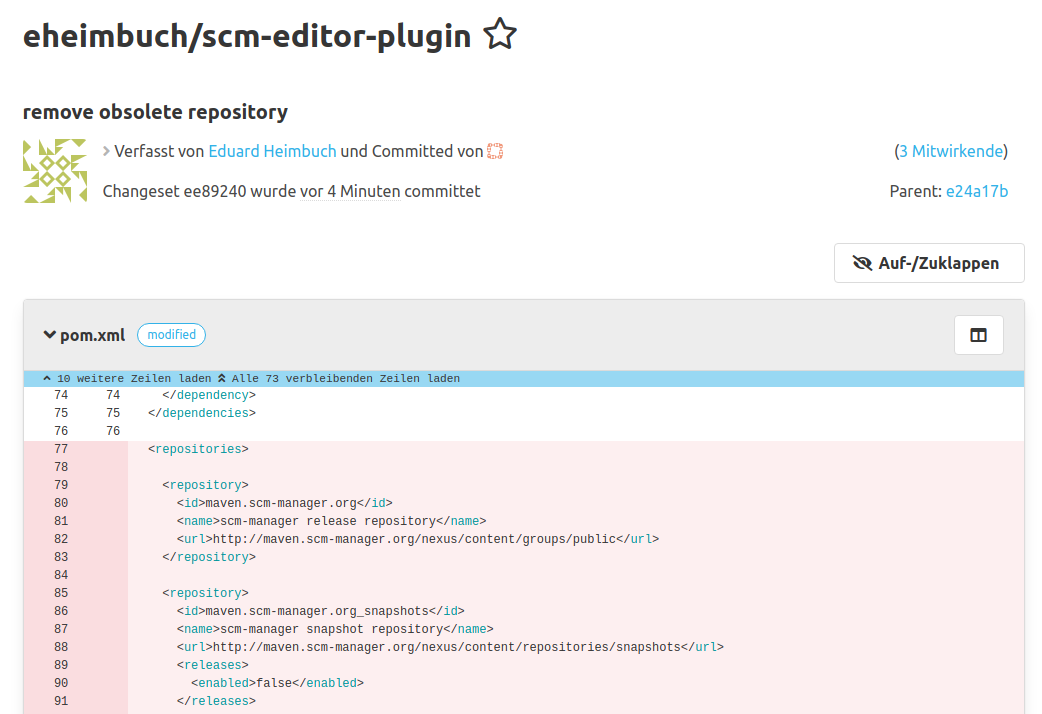 eheimbuch/scm-editor-plugin
remove obsolete repository
Verfasst von Eduard Heimbuch und Committed von (3 Mitwirkende)
Changeset ee89240 wurde vor 4 Minuten committet Parent: e24a17b
Auf-/Zuklappen
pom.xml modified
10 weitere Zeilen laden Alle 73 verbleibenden Zeilen laden
74 74 </dependency>
75 75 </dependencies>
76 76
77 <repositories>
78
79 <repository>
80 <id>maven.scm-manager.org</id>
81 <name>scm-manager release repository</name>
82 <url>http://maven.scm-manager.org/nexus/content/groups/public</url>
83 </repository>
84
85 <repository>
86 <id>maven.scm-manager.org_snapshots</id>
87 <name>scm-manager snapshot repository</name>
88 <url>http://maven.scm-manager.org/nexus/content/repositories/snapshots</url>
89 <releases>
90 <enabled>false</enabled>
91 </releases>